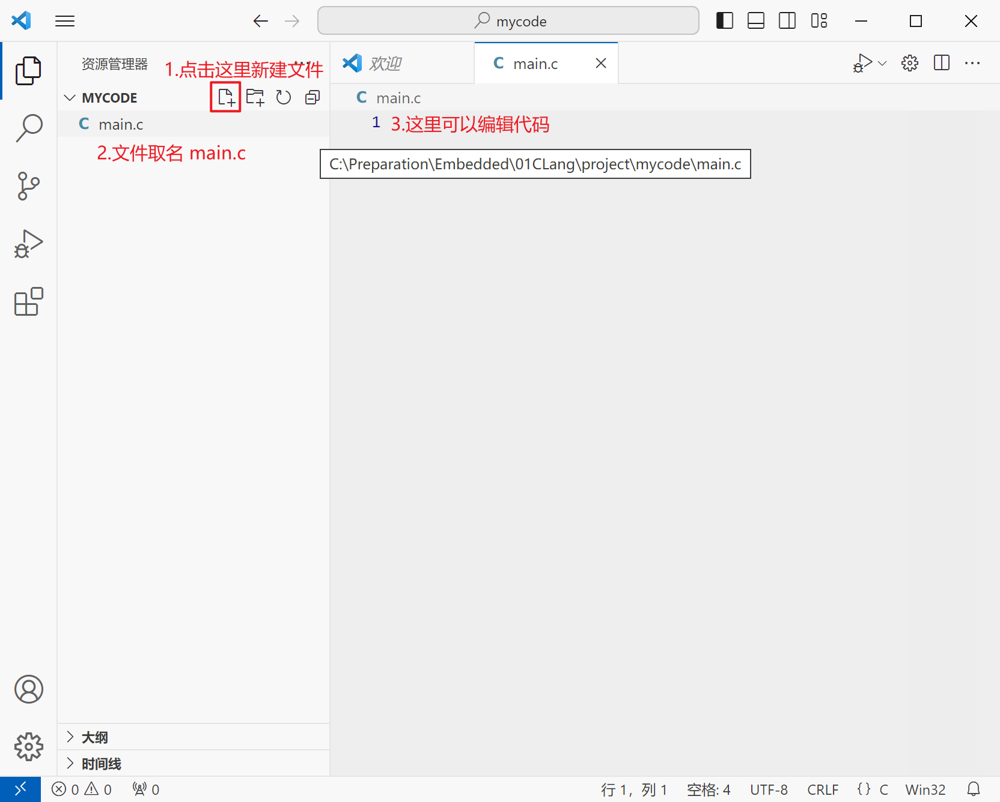 mycode
资源管理器
1.点击这里新建文件
欢迎
C main.c
MYCODE
C main.c
C main.c
1
3.这里可以编辑代码
2.文件取名 main.c
C:\Preparation\Embedded\01CLang\project\mycode\main.c
大纲
时间线
0 0 0
行 1，列 1 空格: 4 UTF-8 CRLF {} C Win32